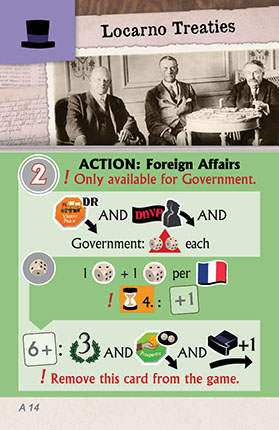 Locarno Treaties
2 ACTION: Foreign Affairs
! Only available for Government.
DR AND DDVP AND
Government: each
1 + 1 per
! 4.: +1
6+: 3 AND Prosperity AND +1
! Remove this card from the game.
A 14